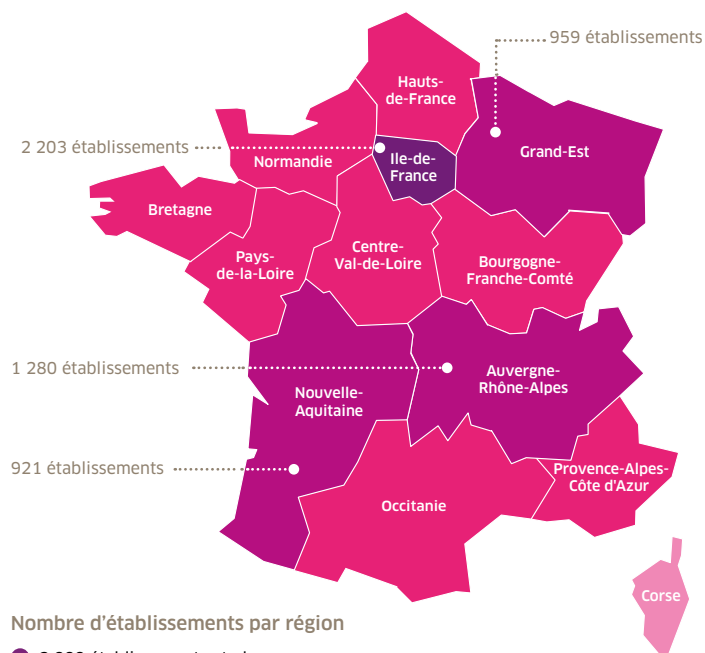 959 établissements
Hauts-
de-France
2 203 établissements
Normandie
Ile-de-
France
Grand-Est
Bretagne
Pays-
de-la-Loire
Centre-
Val-de-Loire
Bourgogne-
Franche-Comté
1 280 établissements
Auvergne-
Rhône-Alpes
Nouvelle-
Aquitaine
921 établissements
Provence-Alpes-
Côte d'Azur
Occitanie
Corse
Nombre d'établissements par région